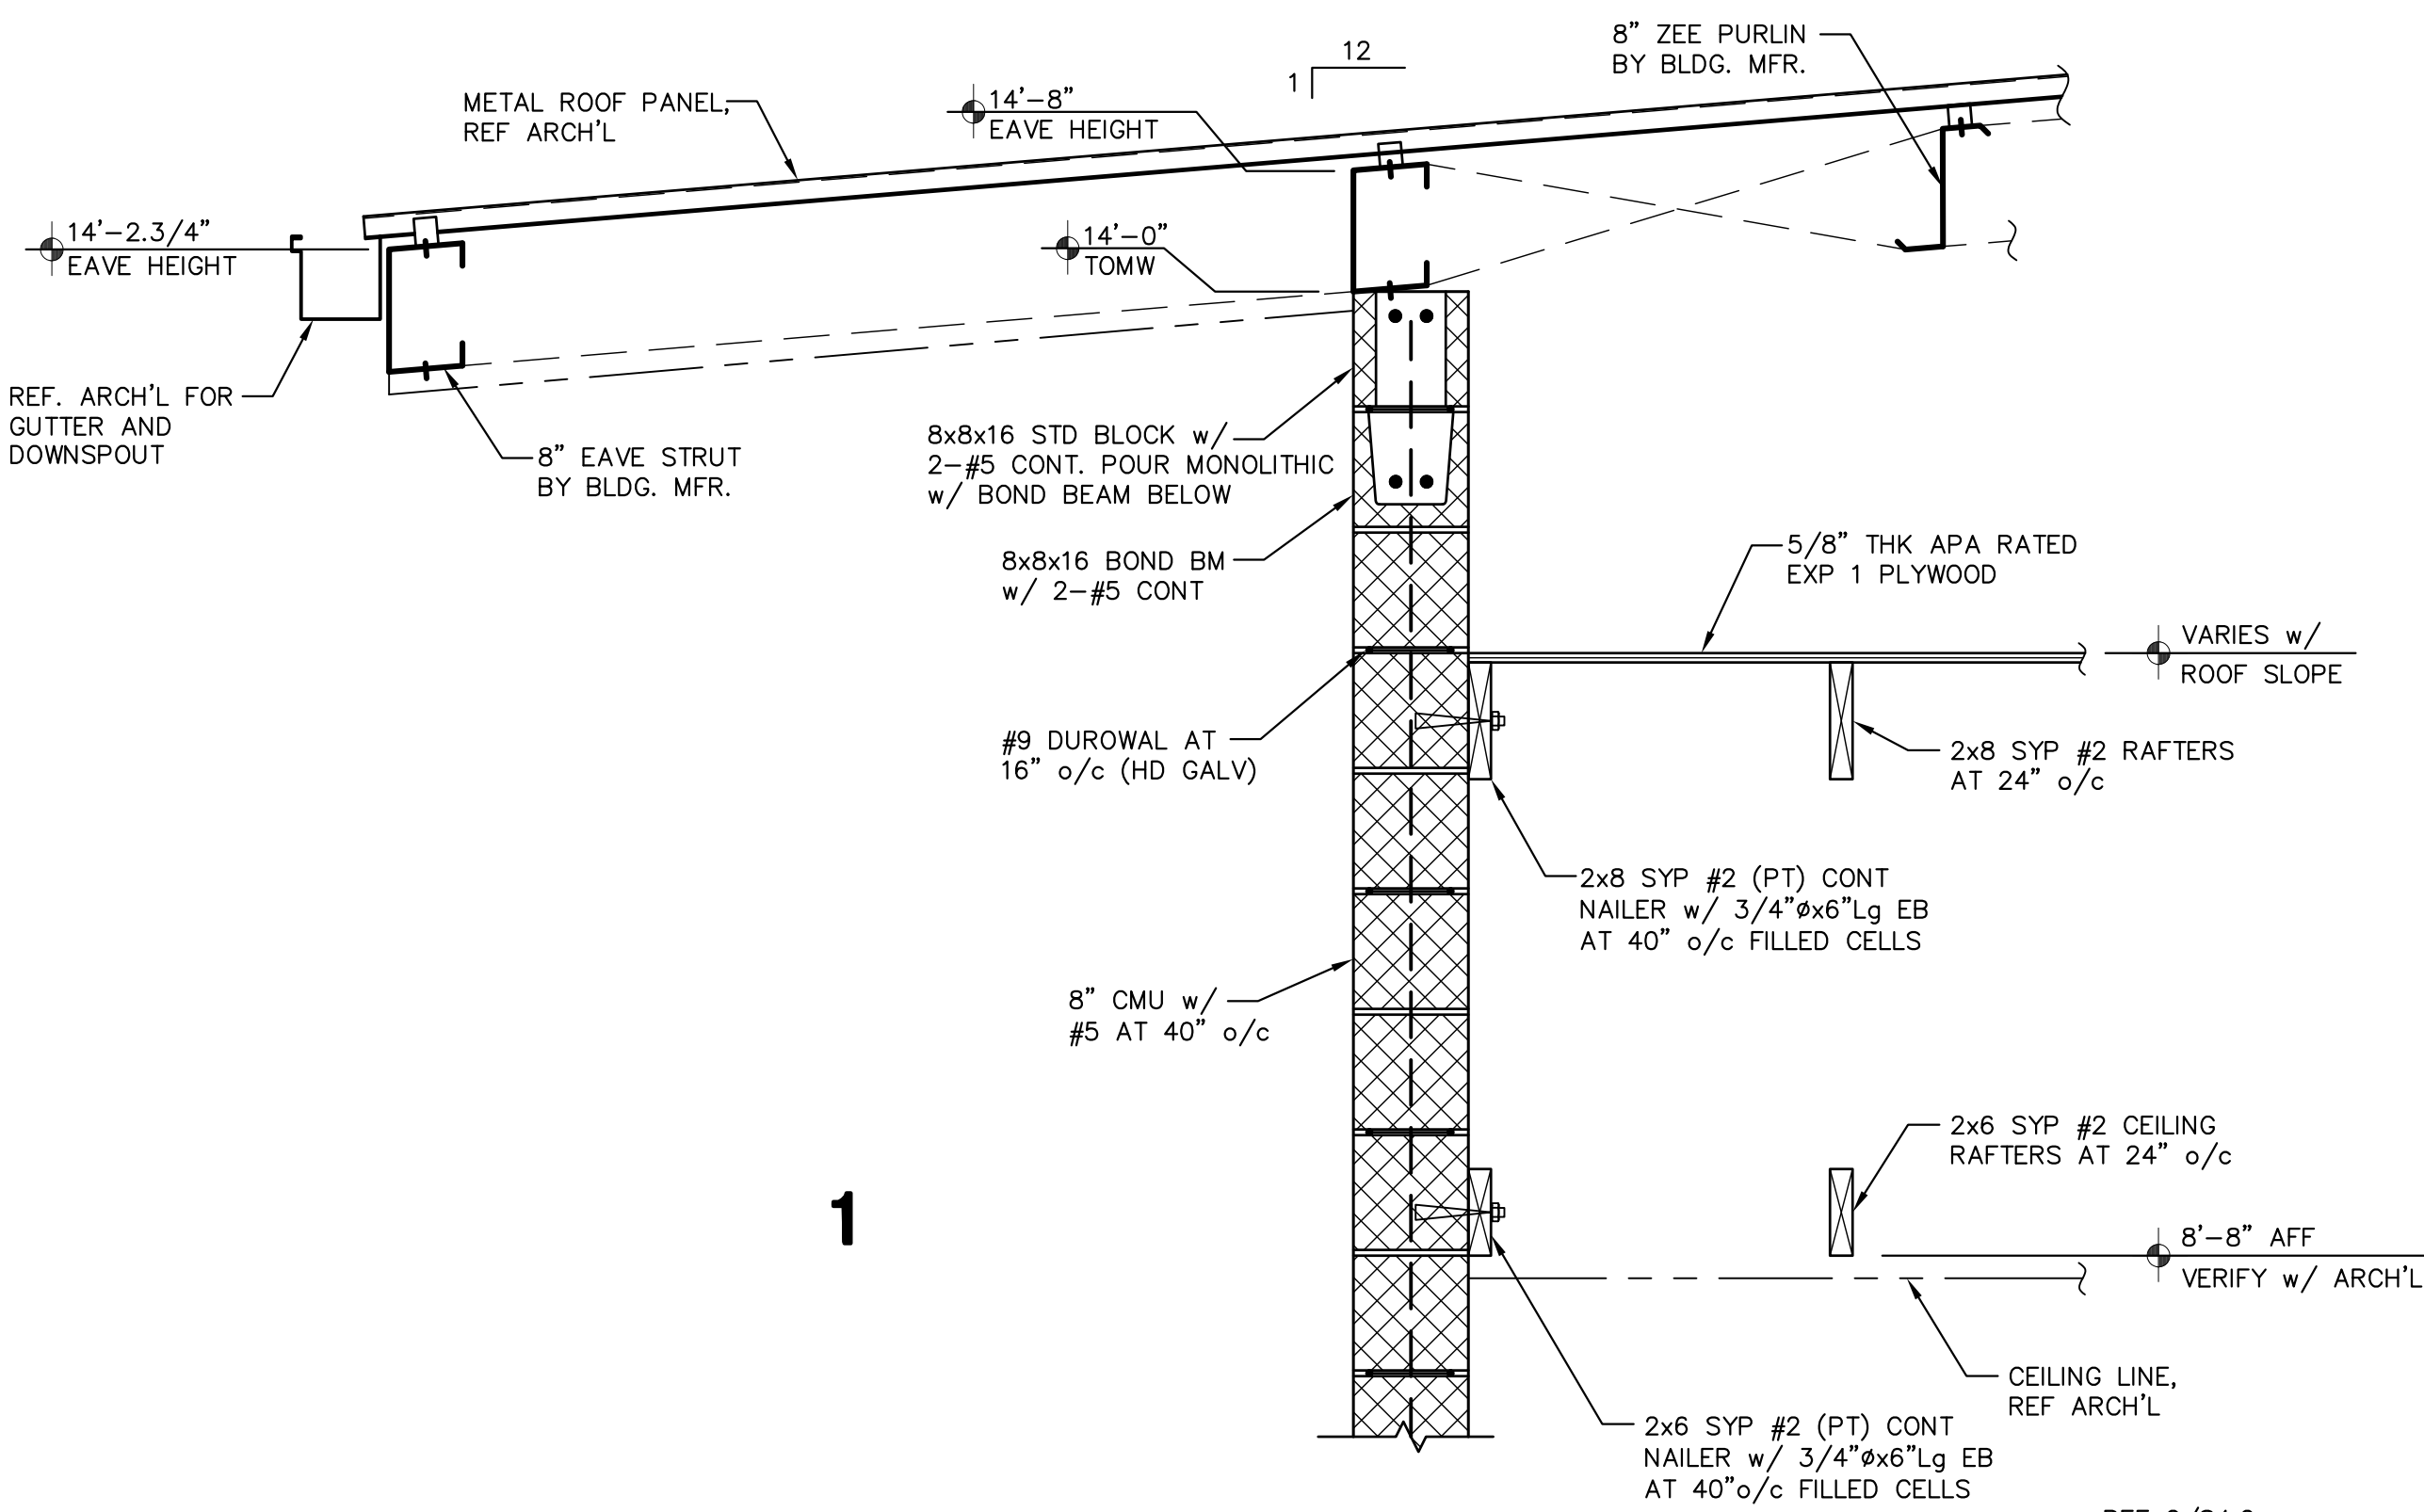 8" ZEE PURLIN
BY BLDG. MFR.
12
1
METAL ROOF PANEL,
REF ARCH'L
14'-8"
EAVE HEIGHT
14'-2.3/4"
EAVE HEIGHT
14'-0"
TOMW
REF. ARCH'L FOR
GUTTER AND
DOWNSPOUT
8" EAVE STRUT
BY BLDG. MFR.
8x8x16 STD BLOCK w/
2-#5 CONT. POUR MONOLITHIC
w/ BOND BEAM BELOW
8x8x16 BOND BM
w/ 2-#5 CONT
5/8" THK APA RATED
EXP 1 PLYWOOD
VARIES w/
ROOF SLOPE
#9 DUROWAL AT
16" o/c (HD GALV)
2x8 SYP #2 RAFTERS
AT 24" o/c
2x8 SYP #2 (PT) CONT
NAILER w/ 3/4"øx6"Lg EB
AT 40" o/c FILLED CELLS
8" CMU w/
#5 AT 40" o/c
2x6 SYP #2 CEILING
RAFTERS AT 24" o/c
1
8'-8" AFF
VERIFY w/ ARCH'L
CEILING LINE,
REF ARCH'L
2x6 SYP #2 (PT) CONT
NAILER w/ 3/4"øx6"Lg EB
AT 40"o/c FILLED CELLS